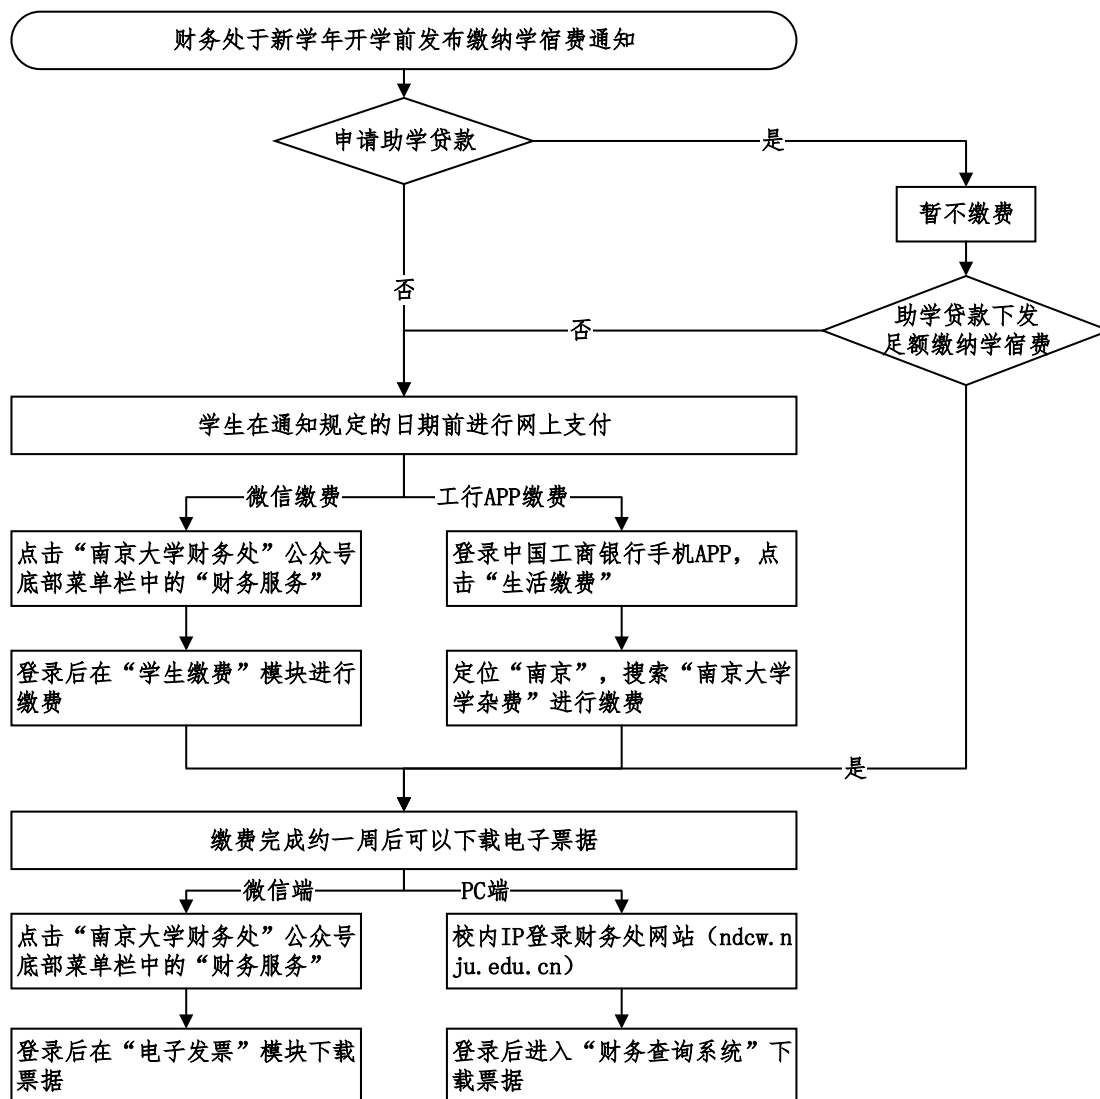 财务处于新学年开学前发布缴纳学宿费通知
申请助学贷款
是
暂不缴费
否
助学贷款下发
足额缴纳学宿费
否
学生在通知规定的日期前进行网上支付
微信缴费
工行APP缴费
点击“南京大学财务处”公众号
底部菜单栏中的“财务服务”
登录中国工商银行手机APP，点
击“生活缴费”
登录后在“学生缴费”模块进行
缴费
定位“南京”，搜索“南京大学
学杂费”进行缴费
是
缴费完成约一周后可以下载电子票据
微信端
PC端
点击“南京大学财务处”公众号
底部菜单栏中的“财务服务”
校内IP登录财务处网站（ndcw.n
ju.edu.cn）
登录后在“电子发票”模块下载
票据
登录后进入“财务查询系统”下
载票据